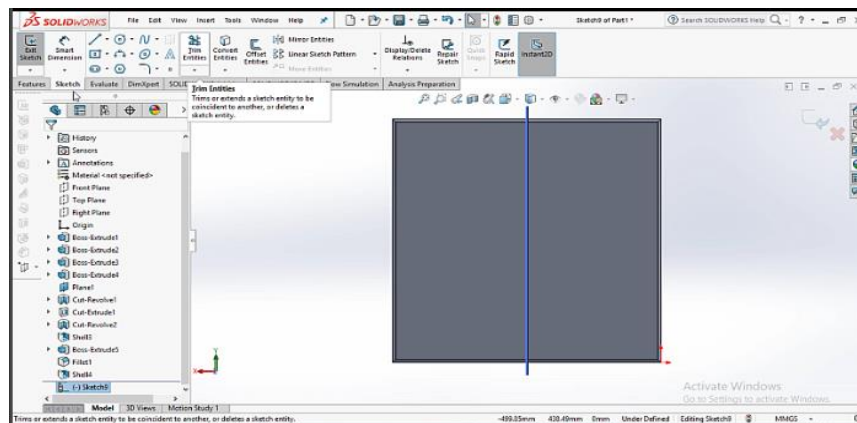 SOLIDWORKS File Edit View Insert Tools Window Help Sketch9 of Part1 * Search SOLIDWORKS Help
Exit Sketch Smart Dimension Trim Entities Convert Entities Offset Entities Mirror Entities Linear Sketch Pattern Move Entities Display/Delete Relations Repair Sketch Quick Snaps Rapid Sketch Instant2D
Features Sketch Evaluate DimXpert Simulation Analysis Preparation
Trim Entities
Trims or extends a sketch entity to be
coincident to another, or deletes a
sketch entity.
History
Sensors
Annotations
Material <not specified>
Front Plane
Top Plane
Right Plane
Origin
Boss-Extrude1
Boss-Extrude2
Boss-Extrude3
Boss-Extrude4
Plane1
Cut-Revolve1
Cut-Extrude1
Cut-Revolve2
Shell3
Boss-Extrude5
Fillet1
Shell4
(-) Sketch9
Y
X
Activate Windows
Go to Settings to activate Windows.
Model 3D Views Motion Study 1
Trims or extends a sketch entity to be coincident to another, or deletes a sketch entity. -499.85mm 430.49mm 0mm Under Defined Editing Sketch9 MMGS